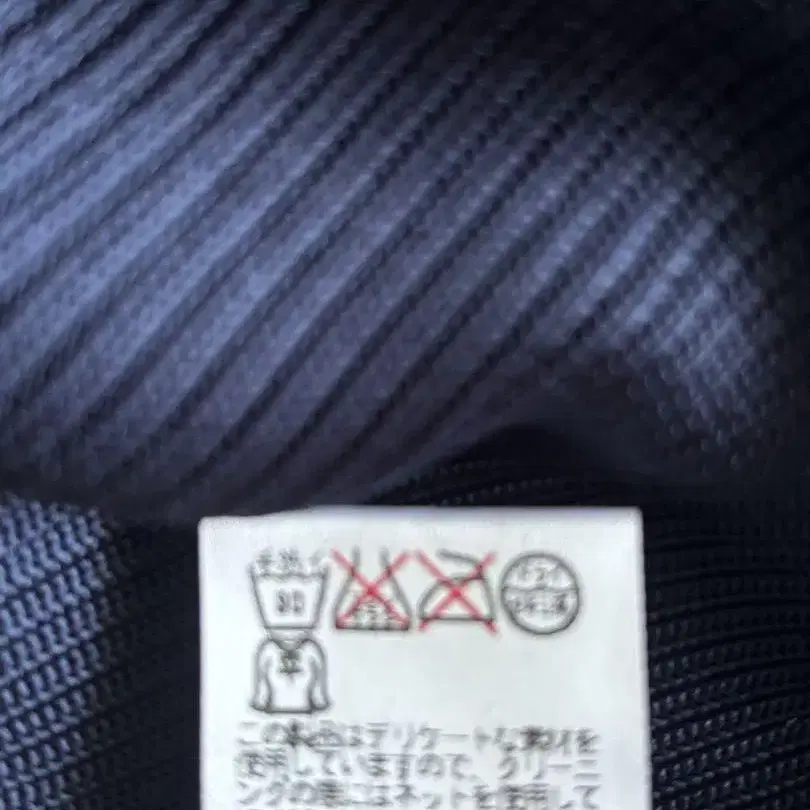 手洗イ
30
ドライ
平
この製品はデリケートな素材を
使用していますので、クリーニ
ングの際にはネットを使用して